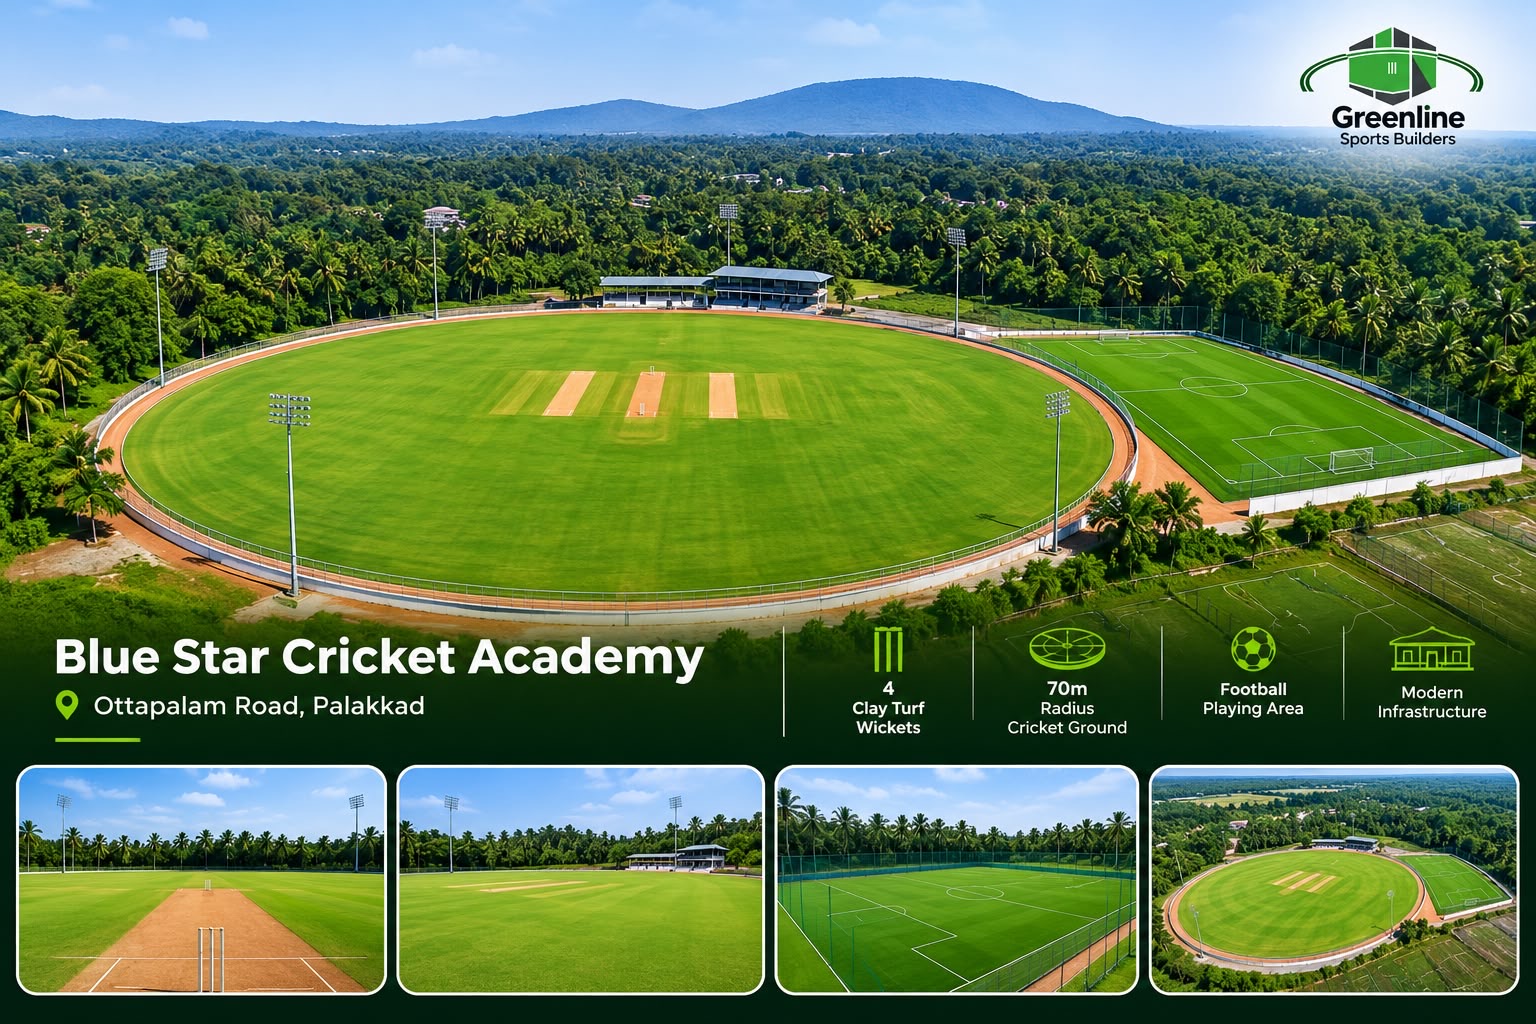 Greenline
Sports Builders
Blue Star Cricket Academy
Ottapalam Road, Palakkad
4
Clay Turf
Wickets
70m
Radius
Cricket Ground
Football
Playing Area
Modern
Infrastructure